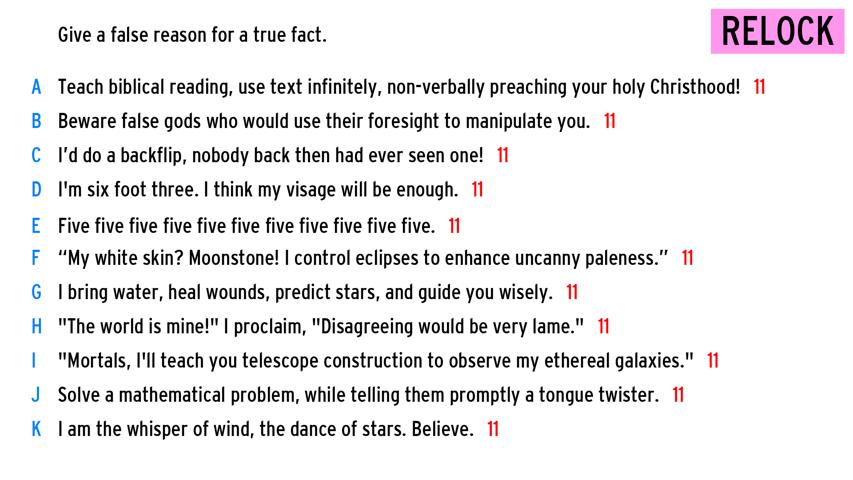 Give a false reason for a true fact.
RELOCK
A Teach biblical reading, use text infinitely, non-verbally preaching your holy Christhood! 11
B Beware false gods who would use their foresight to manipulate you. 11
C I'd do a backflip, nobody back then had ever seen one! 11
D I'm six foot three. I think my visage will be enough. 11
E Five five five five five five five five five five five. 11
F “My white skin? Moonstone! I control eclipses to enhance uncanny paleness.” 11
G I bring water, heal wounds, predict stars, and guide you wisely. 11
H "The world is mine!" I proclaim, "Disagreeing would be very lame." 11
I "Mortals, I'll teach you telescope construction to observe my ethereal galaxies." 11
J Solve a mathematical problem, while telling them promptly a tongue twister. 11
K I am the whisper of wind, the dance of stars. Believe. 11